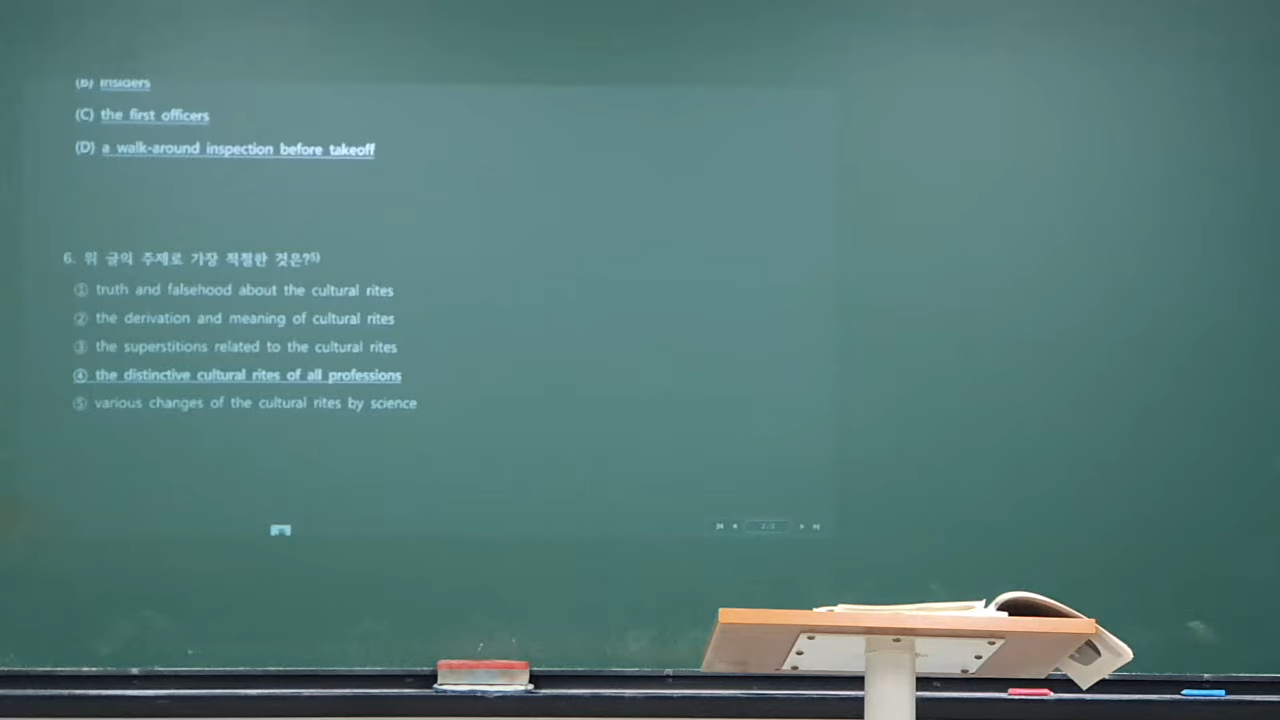 (B) insiders
(C) the first officers
(D) a walk-around inspection before takeoff
6. 위 글의 주제로 가장 적절한 것은?5)
① truth and falsehood about the cultural rites
② the derivation and meaning of cultural rites
③ the superstitions related to the cultural rites
④ the distinctive cultural rites of all professions
⑤ various changes of the cultural rites by science